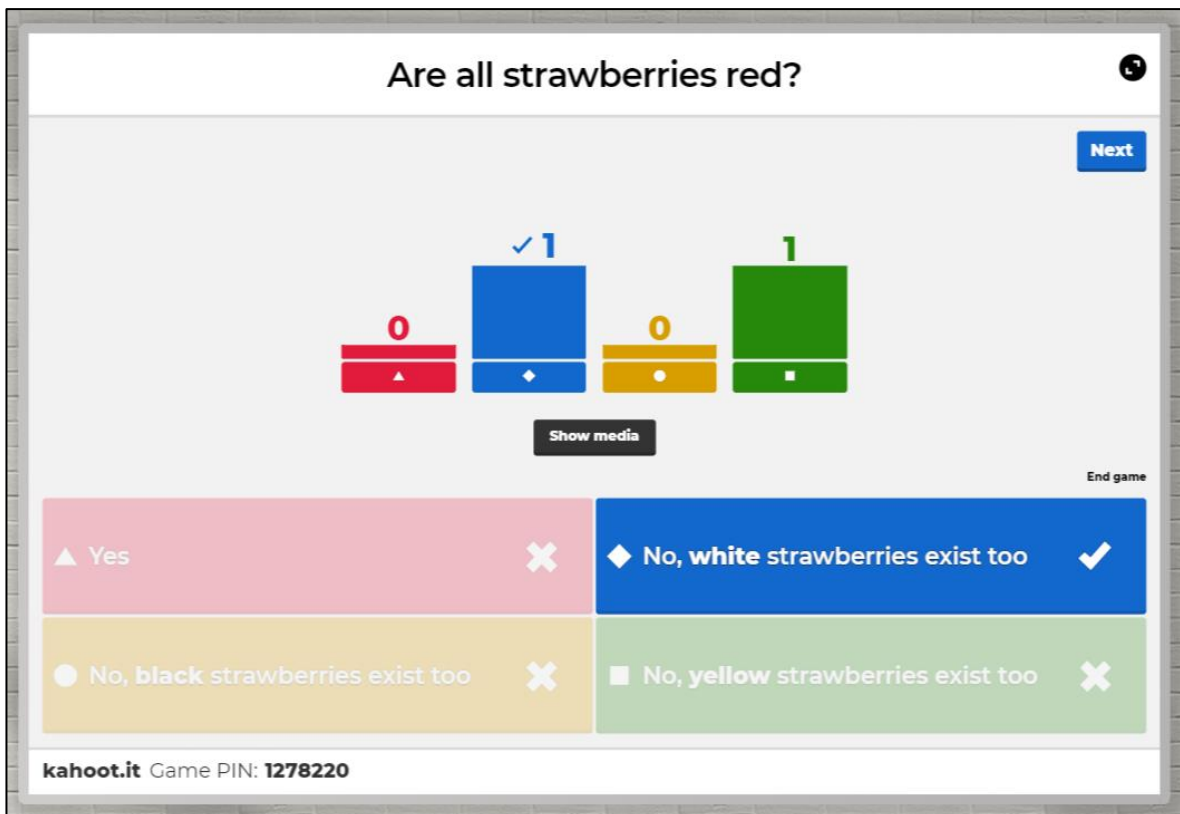 Are all strawberries red?
Next
0
1
0
1
Show media
End game
Yes
No, white strawberries exist too
No, black strawberries exist too
No, yellow strawberries exist too
kahoot.it Game PIN: 1278220